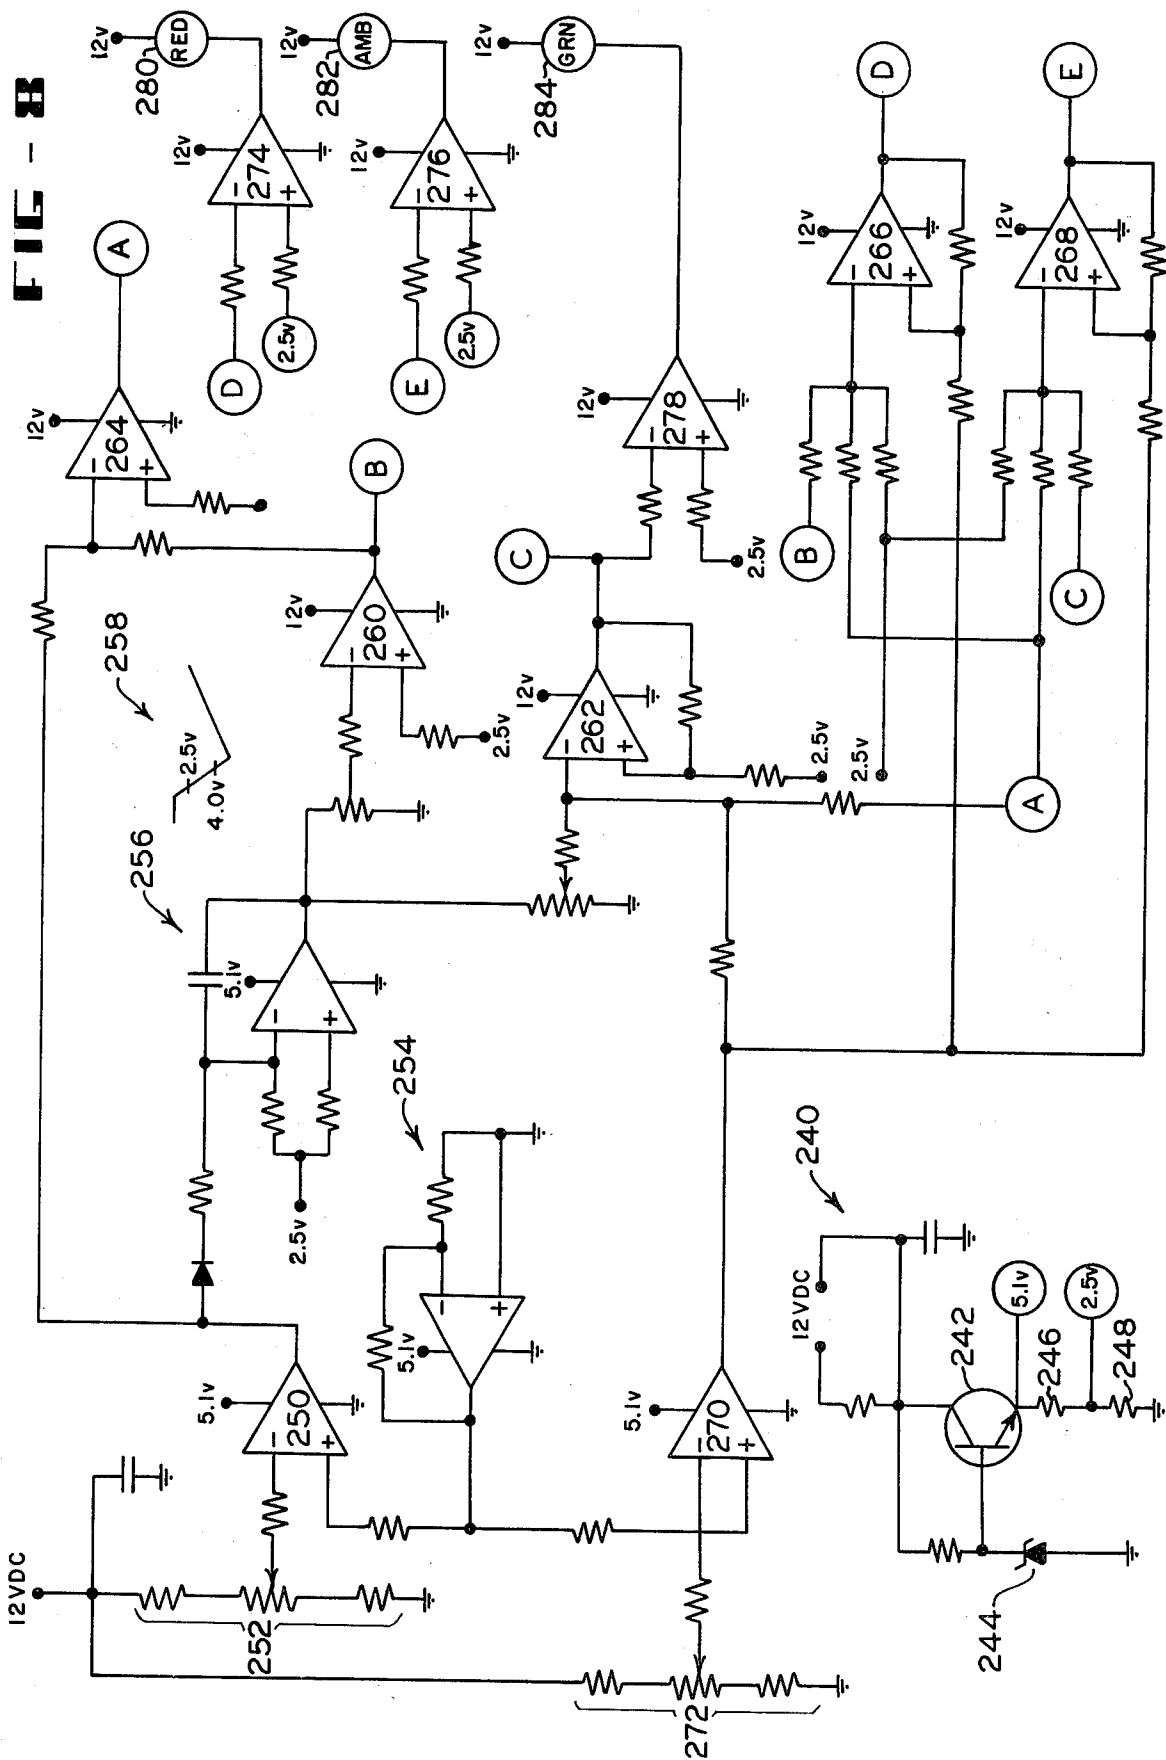 FIG - 8
12v
RED
280
12v
AMB
282
12v
GRN
284
12v
-
274
+
D
2.5v
12v
-
276
+
E
2.5v
A
12v
-
264
+
B
12v
-
260
+
2.5v
258
2.5v
4.0v
256
5.1v
-
+
2.5v
254
5.1v
-
+
5.1v
-
250
+
12VDC
252
272
C
12v
-
278
+
2.5v
12v
-
262
+
2.5v
2.5v
A
D
12v
-
266
+
E
12v
-
268
+
B
C
5.1v
-
270
+
240
12VDC
242
5.1v
2.5v
246
248
244